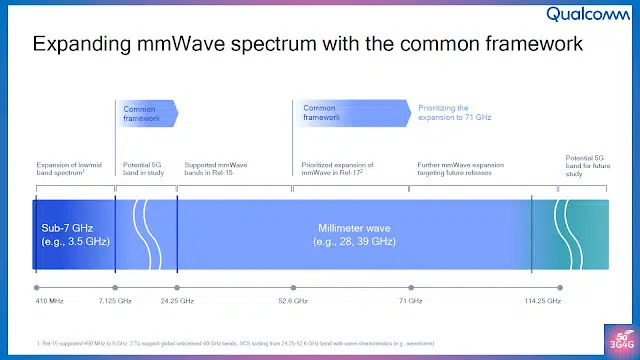 Qualcomm
Expanding mmWave spectrum with the common framework
Common
framework
Common
framework
Prioritizing the
expansion to 71 GHz
Expansion of low/mid
band spectrum1
Potential 5G
band in study
Supported mmWave
bands in Rel-15
Prioritized expansion of
mmWave in Rel-172
Further mmWave expansion
targeting future releases
Potential 5G
band for future
study
Sub-7 GHz
(e.g., 3.5 GHz)
Millimeter wave
(e.g., 28, 39 GHz)
410 MHz
7.125 GHz
24.25 GHz
52.6 GHz
71 GHz
114.25 GHz
1. Rel-15 supported 450 MHz to 6 GHz; 2 To support global unlicensed 60 GHz bands, SCS scaling from 24.25-52.6 GHz band with same characteristics (e.g., waveforms)
5G
3G4G